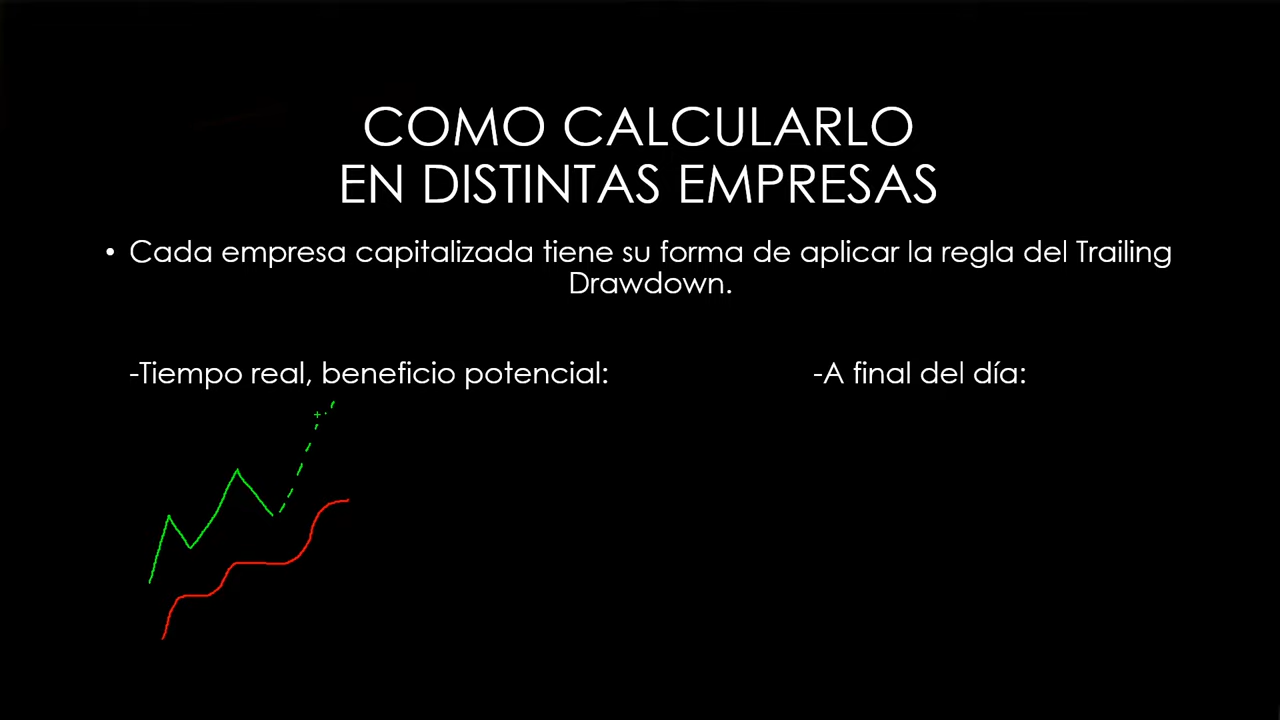 COMO CALCULARLO
EN DISTINTAS EMPRESAS
• Cada empresa capitalizada tiene su forma de aplicar la regla del Trailing
Drawdown.
-Tiempo real, beneficio potencial:
-A final del día: